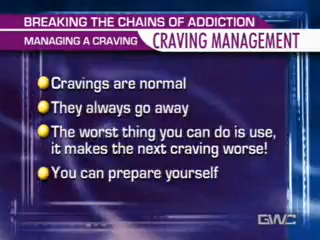 BREAKING THE CHAINS OF ADDICTION
MANAGING A CRAVING
CRAVING MANAGEMENT
Cravings are normal
They always go away
The worst thing you can do is use,
it makes the next craving worse!
You can prepare yourself
GWC